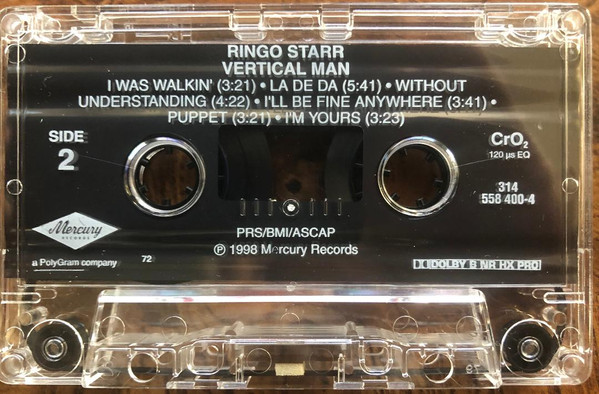 RINGO STARR
VERTICAL MAN
I WAS WALKIN' (3:21) • LA DE DA (5:41) • WITHOUT
UNDERSTANDING (4:22) • I'LL BE FINE ANYWHERE (3:41) •
PUPPET (3:21) • I'M YOURS (3:23)
SIDE
2
CrO2
120 µs EQ
314
558 400-4
Mercury
RECORDS
a PolyGram company
72
PRS/BMI/ASCAP
℗ 1998 Mercury Records
DOLBY B NR HX PRO